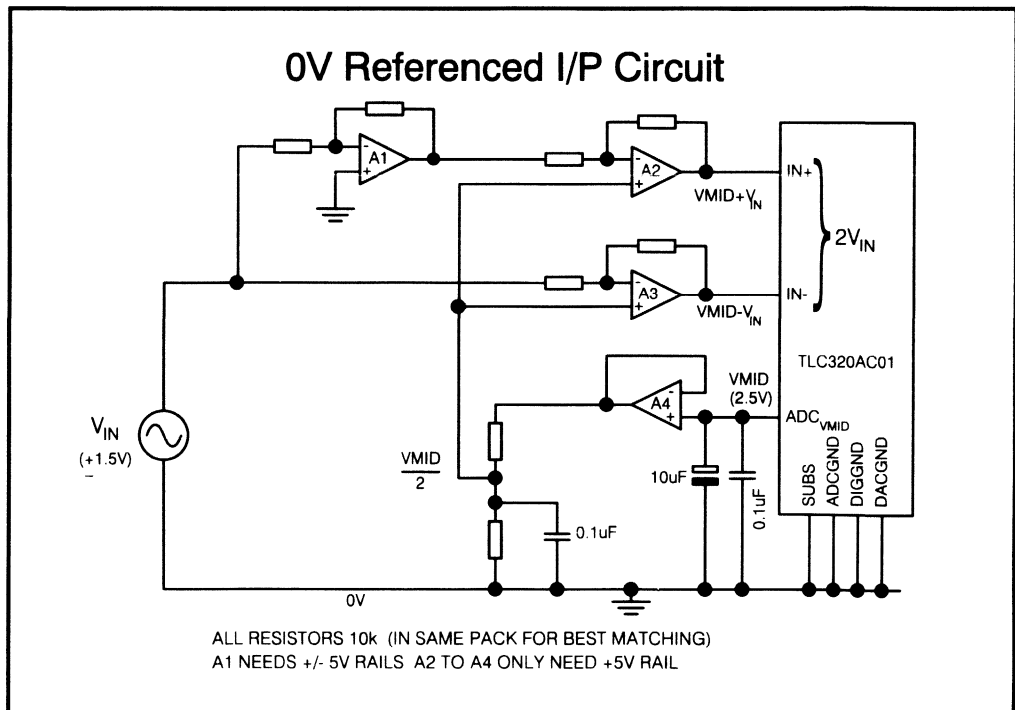 0V Referenced I/P Circuit
A1
A2
IN+
VMID+VIN
2VIN
A3
IN-
VMID-VIN
TLC320AC01
VMID
(2.5V)
A4
ADCVMID
VIN
(+1.5V)
–
VMID
2
10uF
0.1uF
0.1uF
SUBS
ADCGND
DIGGND
DACGND
0V
ALL RESISTORS 10k (IN SAME PACK FOR BEST MATCHING)
A1 NEEDS +/- 5V RAILS A2 TO A4 ONLY NEED +5V RAIL